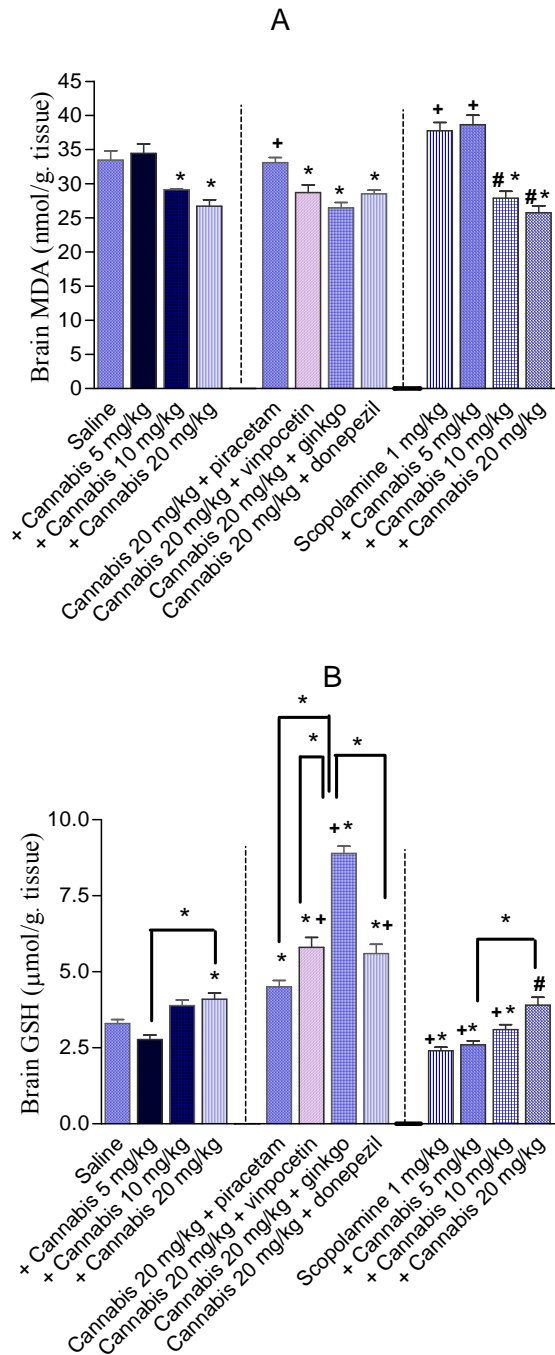 A
Brain MDA (nmol/g. tissue)
45
40
35
30
25
20
15
10
5
0
*
*
+
*
*
*
+
+
# *
#*
Saline
+ Cannabis 5 mg/kg
+ Cannabis 10 mg/kg
+ Cannabis 20 mg/kg
Cannabis 20 mg/kg + piracetam
Cannabis 20 mg/kg + vinpocetin
Cannabis 20 mg/kg + ginkgo
Cannabis 20 mg/kg + donepezil
Scopolamine 1 mg/kg
+ Cannabis 5 mg/kg
+ Cannabis 10 mg/kg
+ Cannabis 20 mg/kg
B
Brain GSH (µmol/g. tissue)
10.0
7.5
5.0
2.5
0.0
*
*
*
*
*
*
* +
+ *
*+
*
+*
+*
+*
#
Saline
+ Cannabis 5 mg/kg
+ Cannabis 10 mg/kg
+ Cannabis 20 mg/kg
Cannabis 20 mg/kg + piracetam
Cannabis 20 mg/kg + vinpocetin
Cannabis 20 mg/kg + ginkgo
Cannabis 20 mg/kg + donepezil
Scopolamine 1 mg/kg
+ Cannabis 5 mg/kg
+ Cannabis 10 mg/kg
+ Cannabis 20 mg/kg